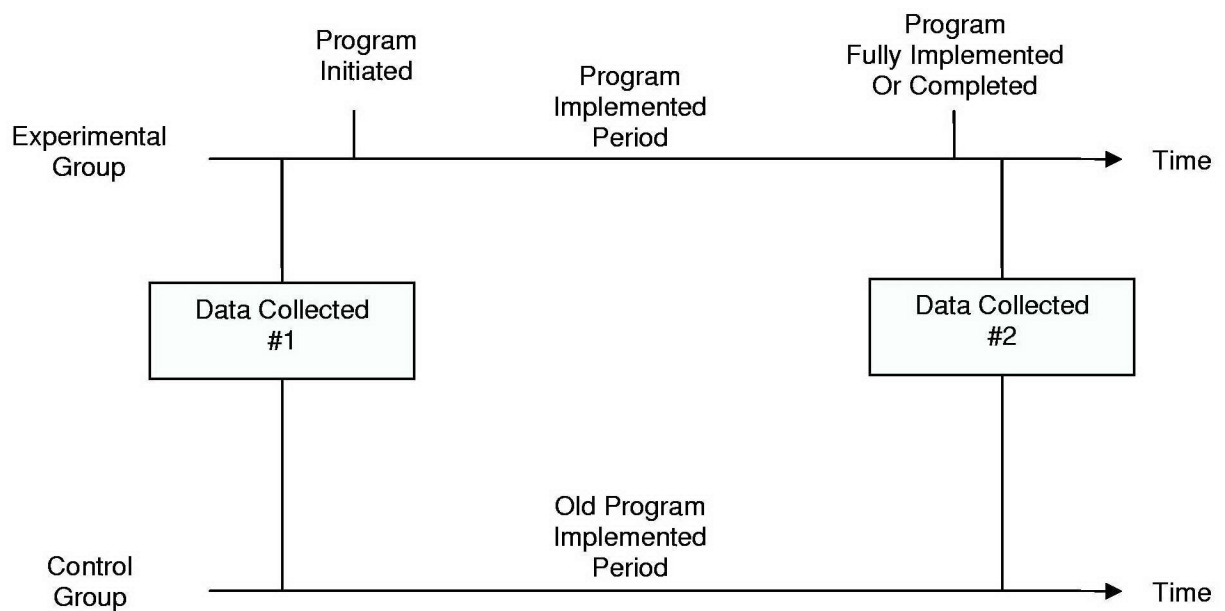 Program
Initiated
Program
Implemented
Period
Program
Fully Implemented
Or Completed
Experimental
Group
Time
Data Collected
#1
Data Collected
#2
Old Program
Implemented
Period
Control
Group
Time